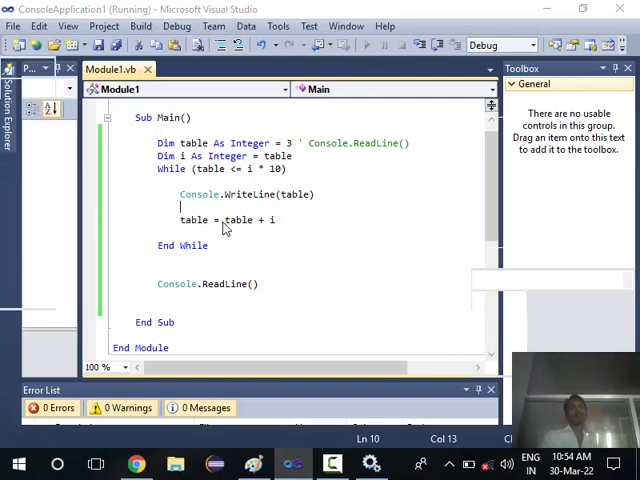 ConsoleApplication1 (Running) - Microsoft Visual Studio
File Edit View Project Build Debug Team Data Tools Test Window Help
Debug
P...
Module1.vb
Toolbox
Module1
Main
General
Solution Explorer
There are no usable
controls in this group.
Drag an item onto this text
to add it to the toolbox.
Sub Main()
Dim table As Integer = 3 ' Console.ReadLine()
Dim i As Integer = table
While (table <= i * 10)
Console.WriteLine(table)
table = table + i
End While
Console.ReadLine()
End Sub
End Module
100 %
Error List
0 Errors
0 Warnings
0 Messages
Ln 10
Col 13
ENG
IN
10:54 AM
30-Mar-22